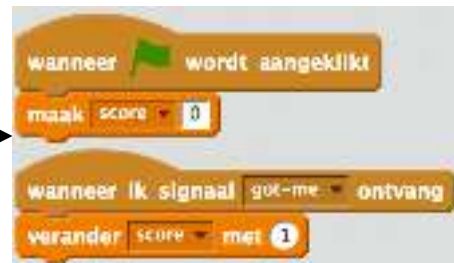 wanneer wordt aangeklikt
maak score 0
wanneer ik signaal got-me ontvang
verander score met 1